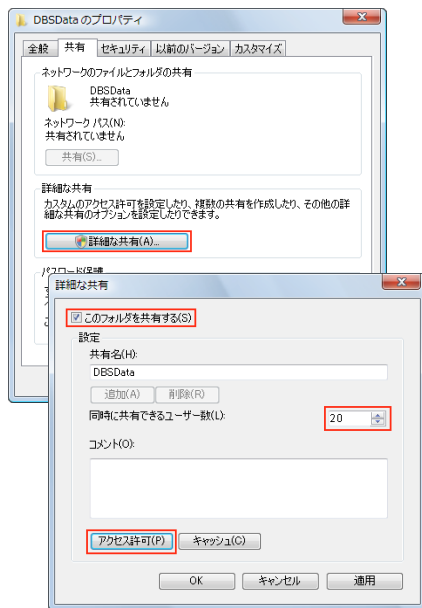 DBSDataのプロパティ
全般 共有 セキュリティ 以前のバージョン カスタマイズ
ネットワークのファイルとフォルダの共有
DBSData
共有されていません
ネットワーク パス(N):
共有されていません
共有(S)...
詳細な共有
カスタムのアクセス許可を設定したり、複数の共有を作成したり、その他の詳
細な共有のオプションを設定したりできます。
詳細な共有(A)...
パスワード保護
詳細な共有
このフォルダを共有する(S)
設定
共有名(H):
DBSData
追加(A) 削除(R)
同時に共有できるユーザー数(L):
20
コメント(O):
アクセス許可(P) キャッシュ(C)
OK キャンセル 適用